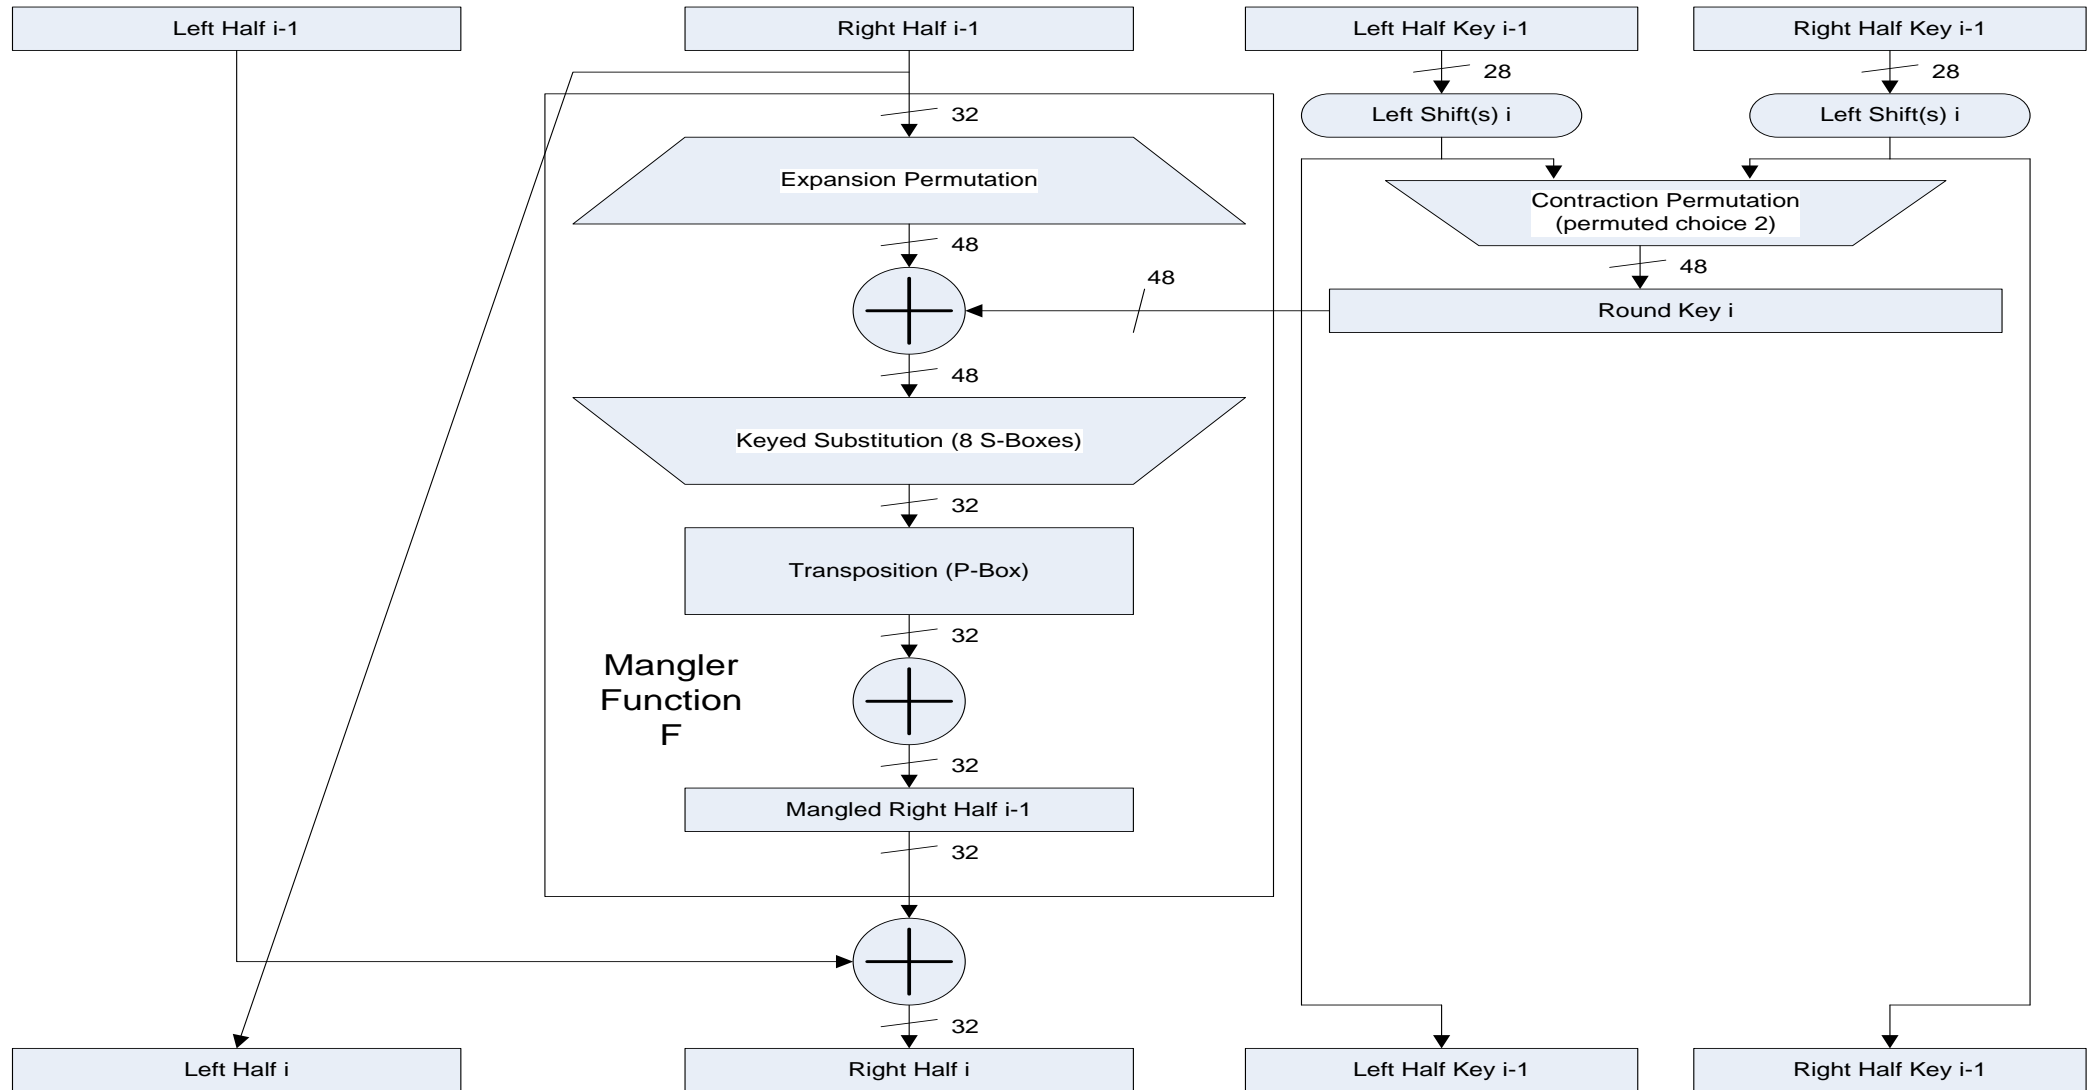 Left Half i-1
Right Half i-1
Left Half Key i-1
Right Half Key i-1
28
28
32
Left Shift(s) i
Left Shift(s) i
Expansion Permutation
Contraction Permutation
(permuted choice 2)
48
48
48
Round Key i
48
Keyed Substitution (8 S-Boxes)
32
Transposition (P-Box)
32
Mangler
Function
F
32
Mangled Right Half i-1
32
32
Left Half i
Right Half i
Left Half Key i-1
Right Half Key i-1